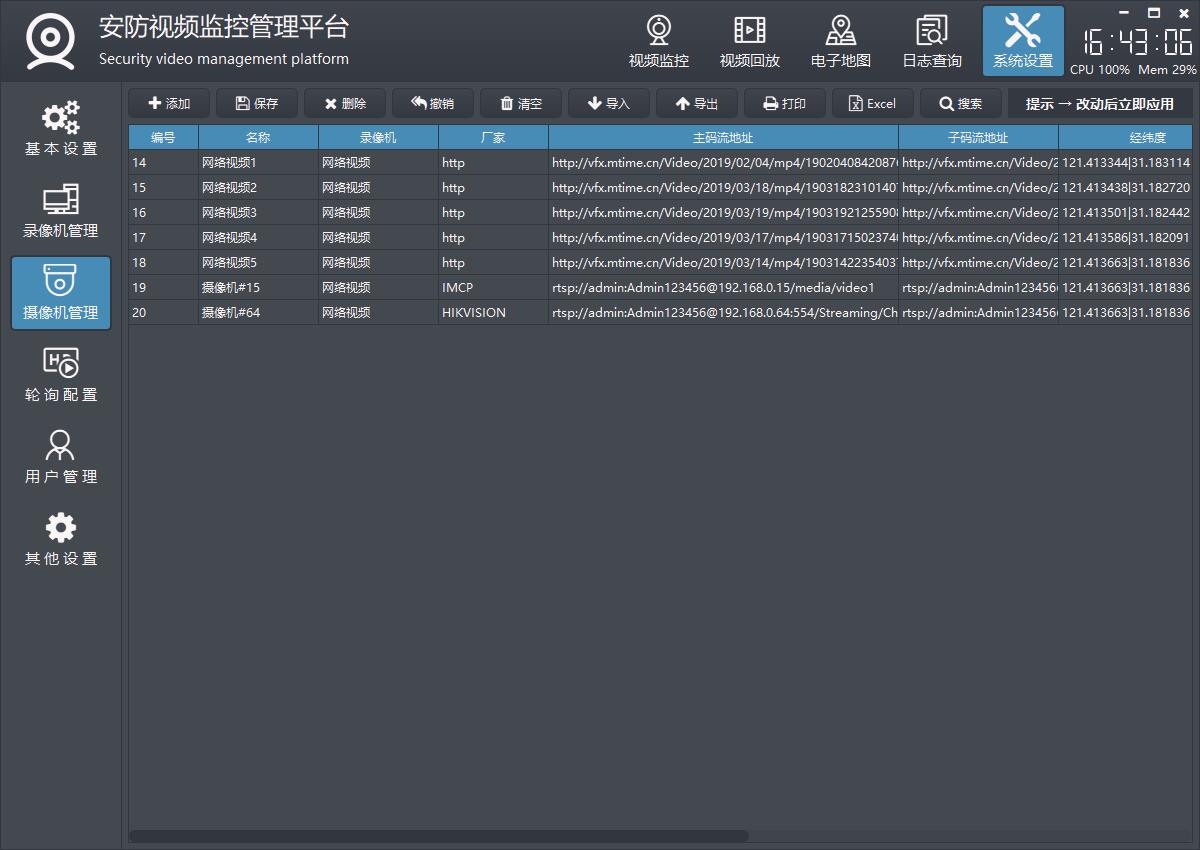 安防视频监控管理平台
Security video management platform
视频监控 视频回放 电子地图 日志查询 系统设置
16:43:06
CPU 100% Mem 29%
基本设置
录像机管理
摄像机管理
轮询配置
用户管理
其他设置
添加 保存 删除 撤销 清空 导入 导出 打印 Excel 搜索 提示 → 改动后立即应用
编号 名称 录像机 厂家 主码流地址 子码流地址 经纬度
14 网络视频1 网络视频 http http://vfx.mtime.cn/Video/2019/02/04/mp4/1902040842087 http://vfx.mtime.cn/Video/2 121.413344|31.183114
15 网络视频2 网络视频 http http://vfx.mtime.cn/Video/2019/03/18/mp4/1903182310140 http://vfx.mtime.cn/Video/2 121.413438|31.182720
16 网络视频3 网络视频 http http://vfx.mtime.cn/Video/2019/03/19/mp4/190319212559 http://vfx.mtime.cn/Video/2 121.413501|31.182442
17 网络视频4 网络视频 http http://vfx.mtime.cn/Video/2019/03/17/mp4/190317150237 http://vfx.mtime.cn/Video/2 121.413586|31.182091
18 网络视频5 网络视频 http http://vfx.mtime.cn/Video/2019/03/14/mp4/190314223540 http://vfx.mtime.cn/Video/2 121.413663|31.181836
19 摄像机#15 网络视频 IMCP rtsp://admin:Admin123456@192.168.0.15/media/video1 rtsp://admin:Admin123456 121.413663|31.181836
20 摄像机#64 网络视频 HIKVISION rtsp://admin:Admin123456@192.168.0.64:554/Streaming/Ch rtsp://admin:Admin123456 121.413663|31.181836